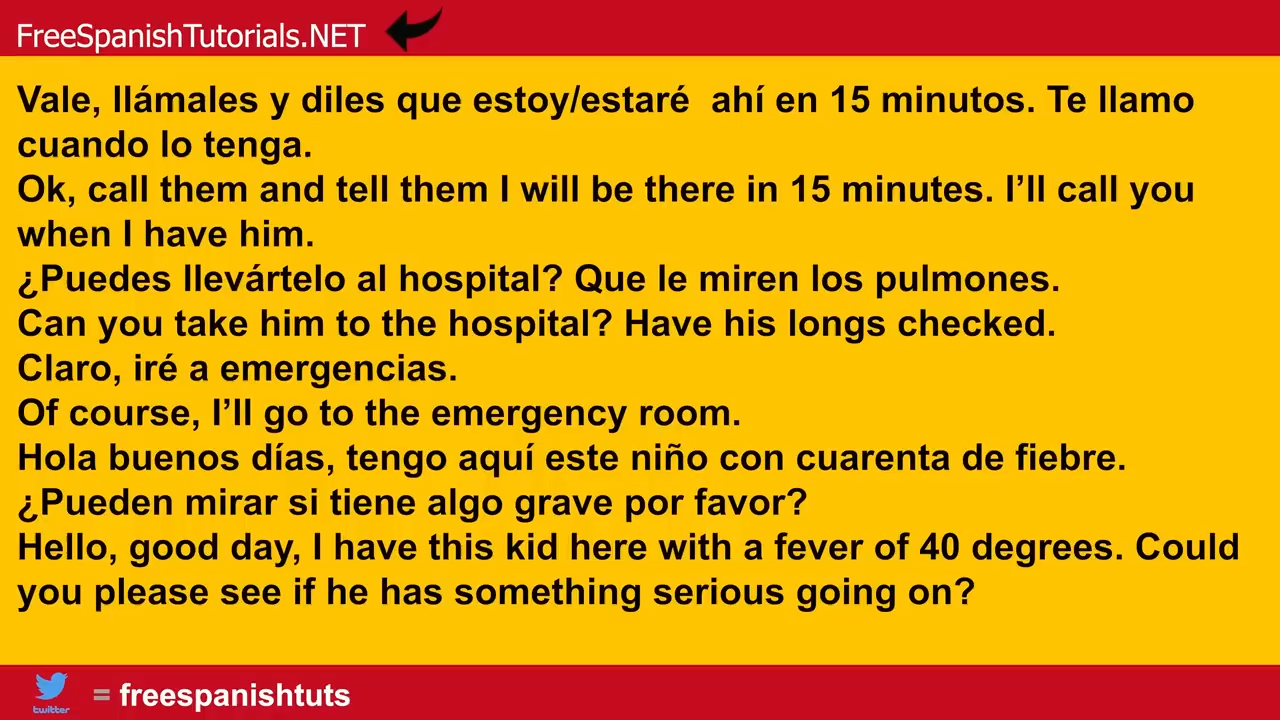 FreeSpanishTutorials.NET
Vale, llámales y diles que estoy/estaré  ahí en 15 minutos. Te llamo
cuando lo tenga.
Ok, call them and tell them I will be there in 15 minutes. I’ll call you
when I have him.
¿Puedes llevártelo al hospital? Que le miren los pulmones.
Can you take him to the hospital? Have his longs checked.
Claro, iré a emergencias.
Of course, I’ll go to the emergency room.
Hola buenos días, tengo aquí este niño con cuarenta de fiebre.
¿Pueden mirar si tiene algo grave por favor?
Hello, good day, I have this kid here with a fever of 40 degrees. Could
you please see if he has something serious going on?
twitter = freespanishtuts